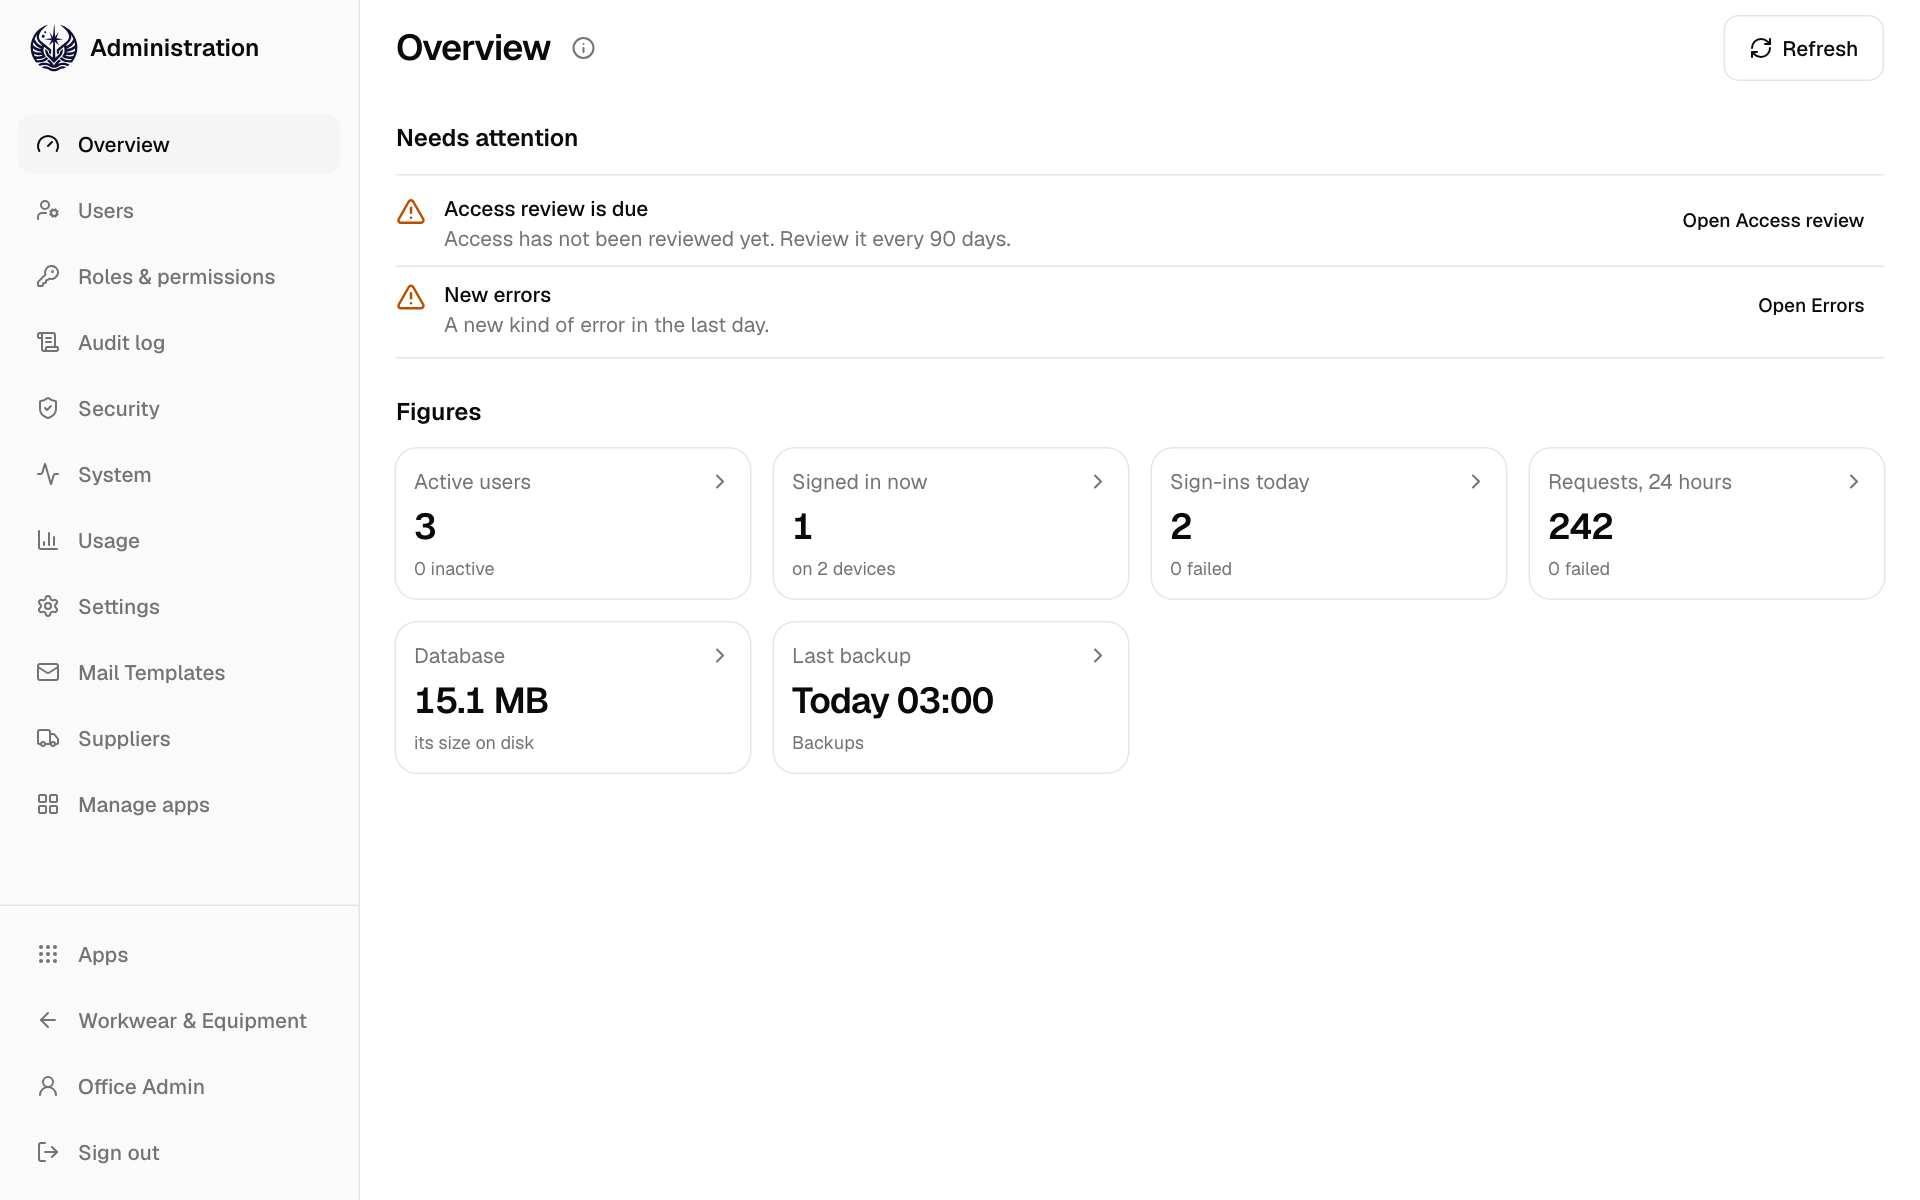 Administration
Overview
Users
Roles & permissions
Audit log
Security
System
Usage
Settings
Mail Templates
Suppliers
Manage apps
Apps
Workwear & Equipment
Office Admin
Sign out
Overview
Refresh
Needs attention
Access review is due
Access has not been reviewed yet. Review it every 90 days.
Open Access review
New errors
A new kind of error in the last day.
Open Errors
Figures
Active users
3
0 inactive
Signed in now
1
on 2 devices
Sign-ins today
2
0 failed
Requests, 24 hours
242
0 failed
Database
15.1 MB
its size on disk
Last backup
Today 03:00
Backups